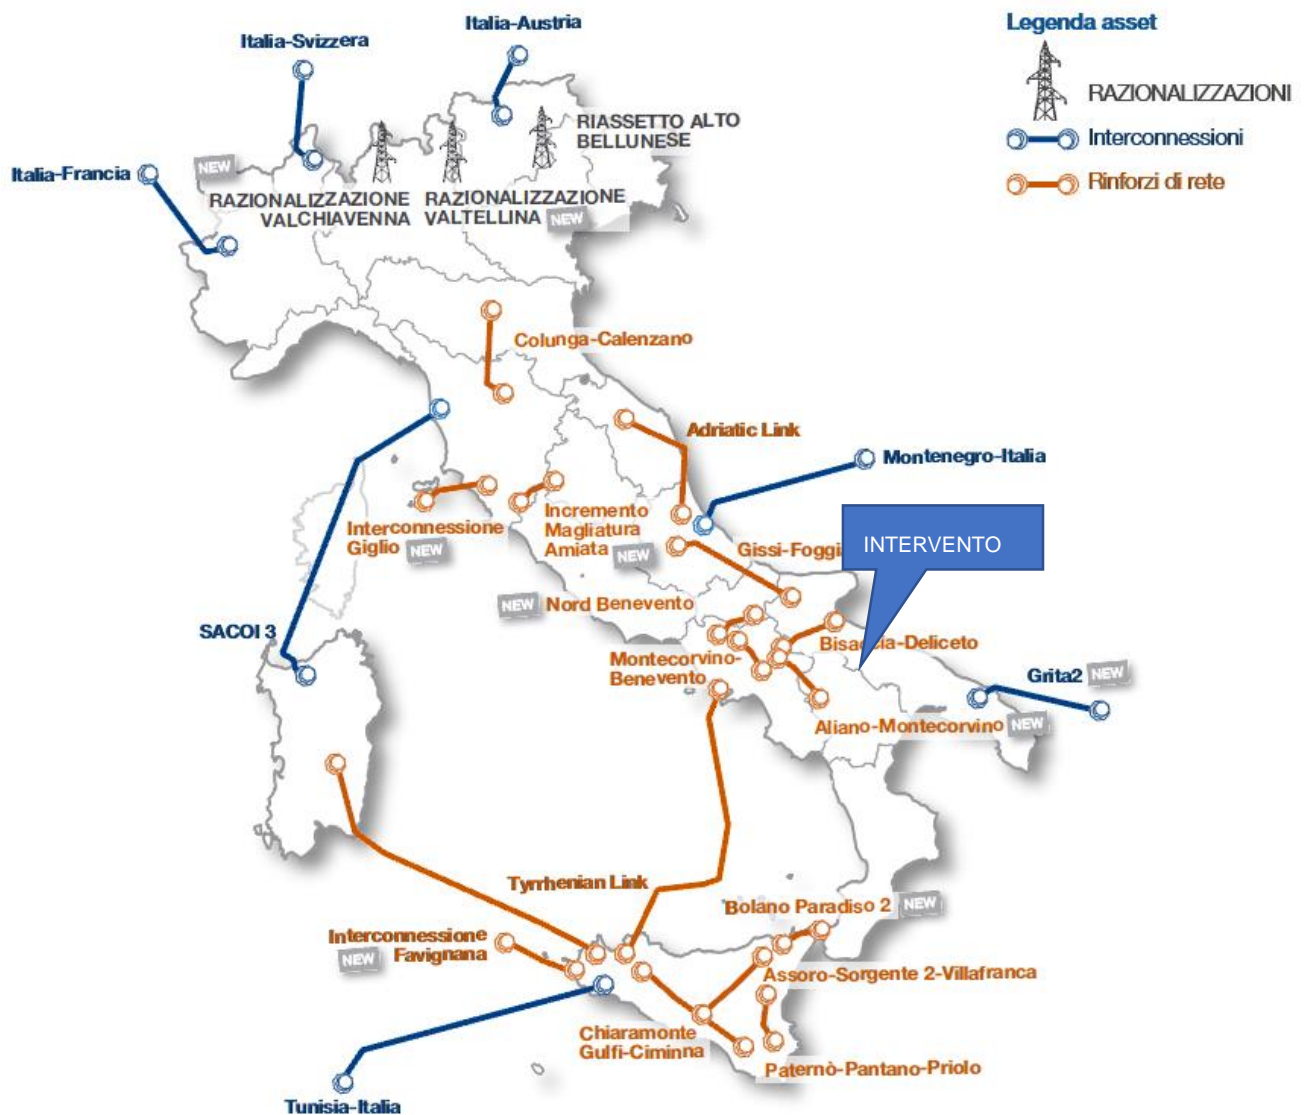 Italia-Austria
Legenda asset
Italia-Svizzera
RAZIONALIZZAZIONI
RIASSETTO ALTO
BELLUNESE
Interconnessioni
NEW
Italia-Francia
Rinforzi di rete
RAZIONALIZZAZIONE
VALCHIAVENNA
RAZIONALIZZAZIONE
VALTELLINA NEW
Colunga-Calenzano
Adriatic Link
Montenegro-Italia
Interconnessione
Giglio NEW
Incremento
Magliatura
Amiata NEW
Gissi-Foggi
INTERVENTO
NEW Nord Benevento
SACOI 3
Montecorvino-
Benevento
Bisaccia-Deliceto
Grita2 NEW
Aliano-Montecorvino NEW
Tyrrhenian Link
Bolano Paradiso 2 NEW
Interconnessione
NEW Favignana
Assoro-Sorgente 2-Villafranca
Chiaramonte
Gulfi-Ciminna
Paternò-Pantano-Priolo
Tunisia-Italia